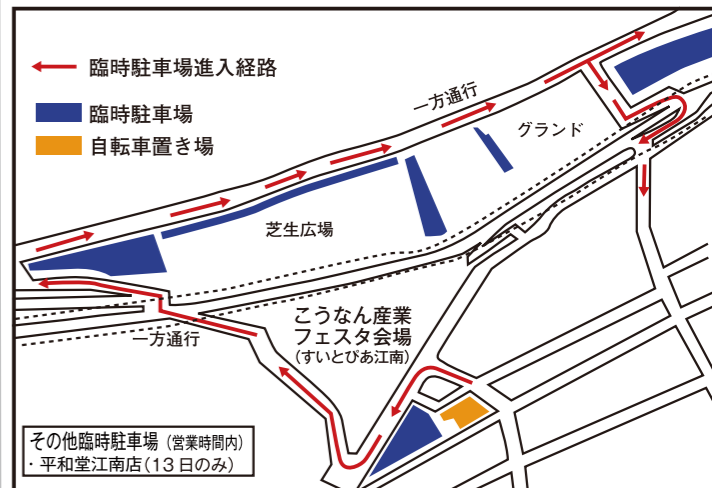 臨時駐車場進入経路
臨時駐車場
自転車置き場
一方通行
グランド
芝生広場
こうなん産業
フェスタ会場
(すいとぴあ江南)
一方通行
その他臨時駐車場(営業時間内)
・平和堂江南店(13日のみ)